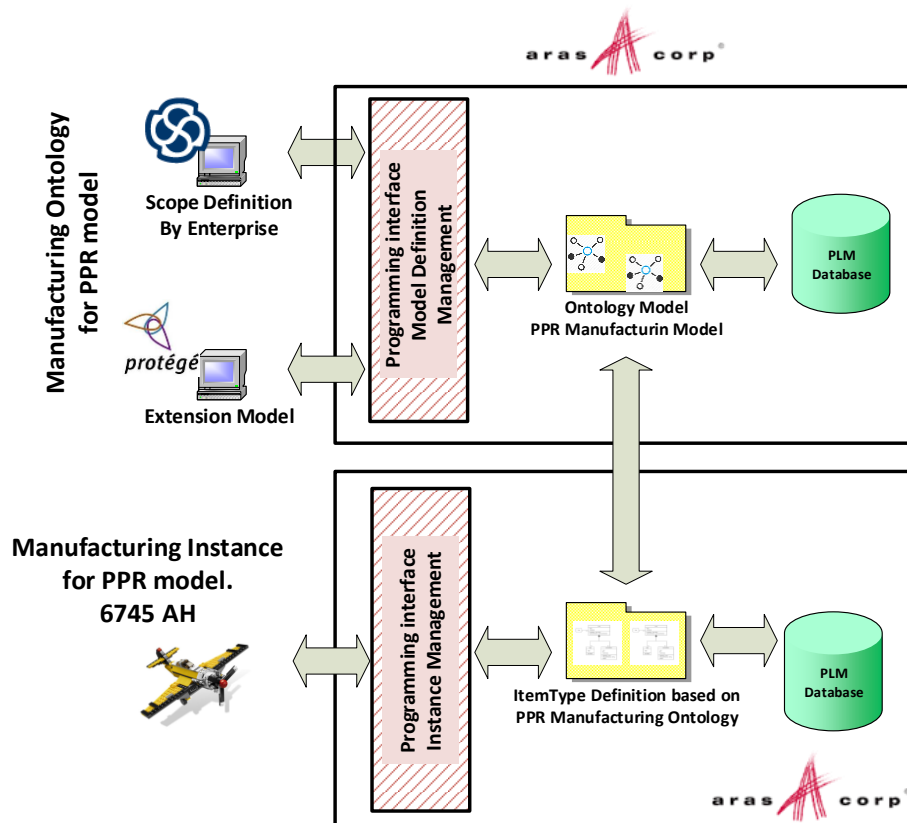 aras corp®
Manufacturing Ontology
for PPR model
Scope Definition
By Enterprise
protégé
Extension Model
Programming interface
Model Definition
Management
Ontology Model
PPR Manufacturin Model
PLM
Database
Manufacturing Instance
for PPR model.
6745 AH
Programming interface
Instance Management
ItemType Definition based on
PPR Manufacturing Ontology
PLM
Database
aras corp®